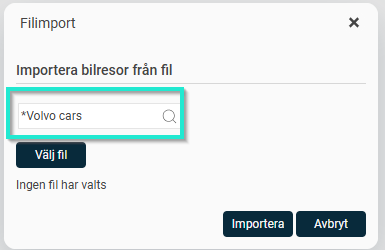 Filimport
Importera bilresor från fil
*Volvo cars
Välj fil
Ingen fil har valts
Importera Avbryt